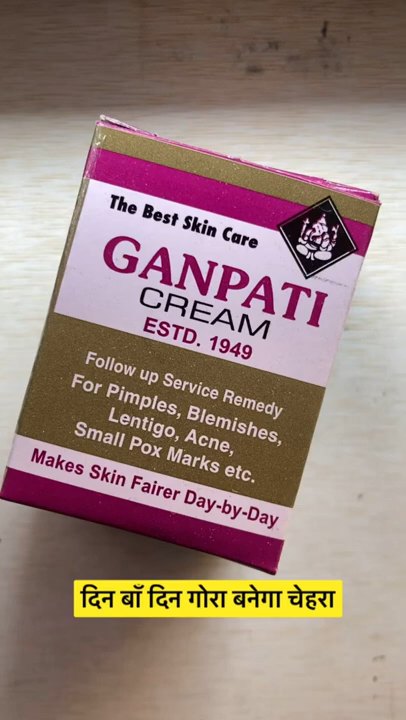 The Best Skin Care
GANPATI
CREAM
ESTD. 1949
Follow up Service Remedy
For Pimples, Blemishes,
Lentigo, Acne,
Small Pox Marks etc.
Makes Skin Fairer Day-by-Day
दिन बाँ दिन गोरा बनेगा चेहरा